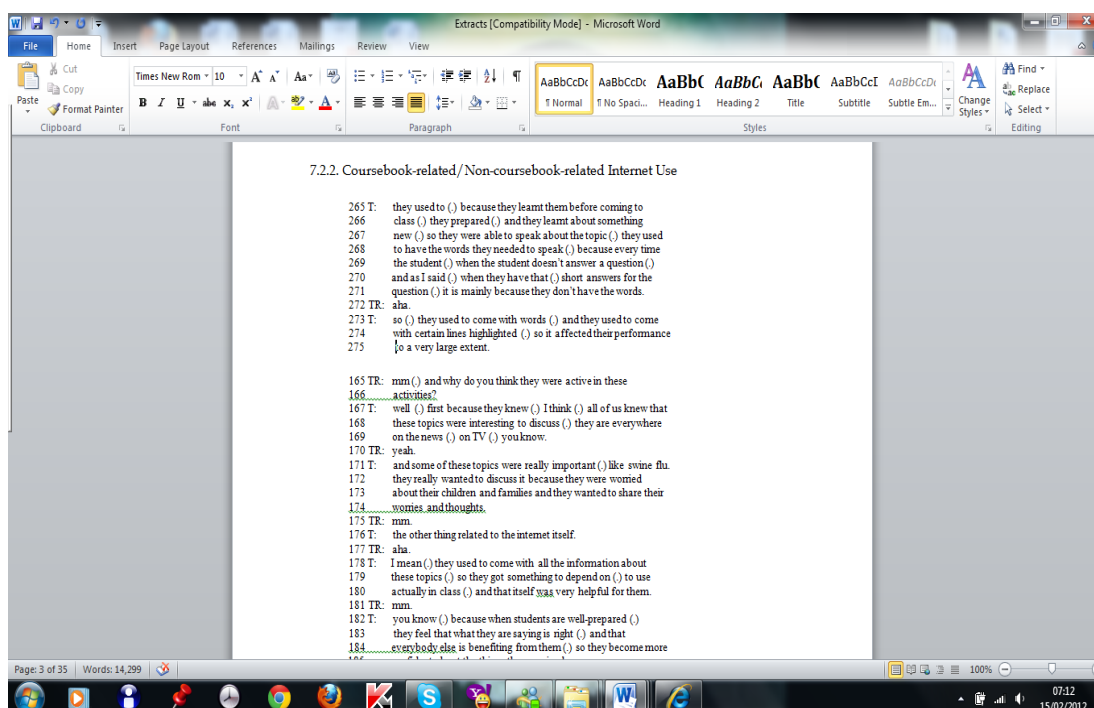 Extracts [Compatibility Mode] - Microsoft Word
File Home Insert Page Layout References Mailings Review View
Cut
Copy
Format Painter
Paste
Times New Rom 10
AaBbCcDc AaBbCcDc AaBbC AaBbCc AaBbC AaBbCcI AaBbCcDc
¶ Normal ¶ No Spaci... Heading 1 Heading 2 Title Subtitle Subtle Em...
Change Styles
Find
Replace
Select
Clipboard Font Paragraph Styles Editing
7.2.2. Coursebook-related/Non-coursebook-related Internet Use
265 T: they used to (.) because they learnt them before coming to
266 class (.) they prepared (.) and they learnt about something
267 new (.) so they were able to speak about the topic (.) they used
268 to have the words they needed to speak (.) because every time
269 the student (.) when the student doesn't answer a question (.)
270 and as I said (.) when they have that (.) short answers for the
271 question (.) it is mainly because they don't have the words.
272 TR: aha.
273 T: so (.) they used to come with words (.) and they used to come
274 with certain lines highlighted (.) so it affected their performance
275 to a very large extent.
165 TR: mm (.) and why do you think they were active in these
166 activities?
167 T: well (.) first because they knew (.) I think (.) all of us knew that
168 these topics were interesting to discuss (.) they are everywhere
169 on the news (.) on TV (.) you know.
170 TR: yeah.
171 T: and some of these topics were really important (.) like swine flu.
172 they really wanted to discuss it because they were worried
173 about their children and families and they wanted to share their
174 worries and thoughts.
175 TR: mm.
176 T: the other thing related to the internet itself.
177 TR: aha.
178 T: I mean (.) they used to come with all the information about
179 these topics (.) so they got something to depend on (.) to use
180 actually in class (.) and that itself was very helpful for them.
181 TR: mm.
182 T: you know (.) because when students are well-prepared (.)
183 they feel that what they are saying is right (.) and that
184 everybody else is benefiting from them (.) so they become more
Page: 3 of 35 Words: 14,299 100%
07:12
15/02/2012